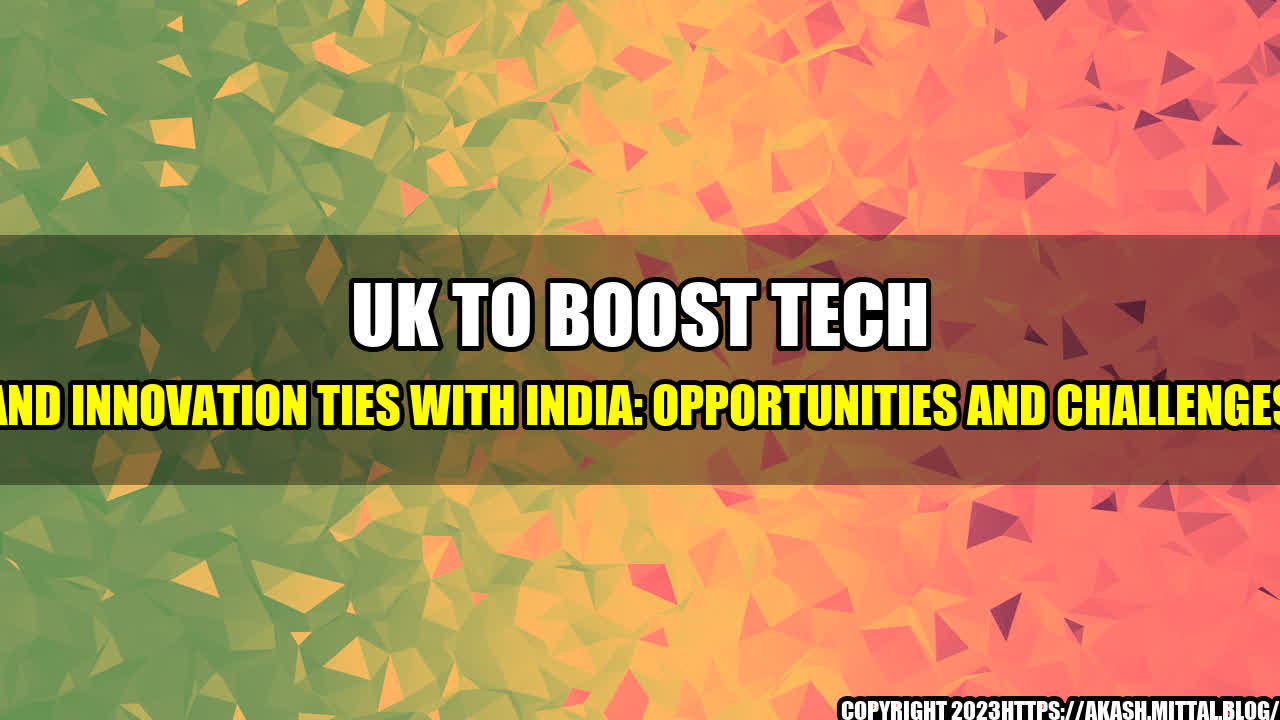 UK TO BOOST TECH
AND INNOVATION TIES WITH INDIA: OPPORTUNITIES AND CHALLENGES
COPYRIGHT 2023HTTPS://AKASH.MITTAL.BLOG/